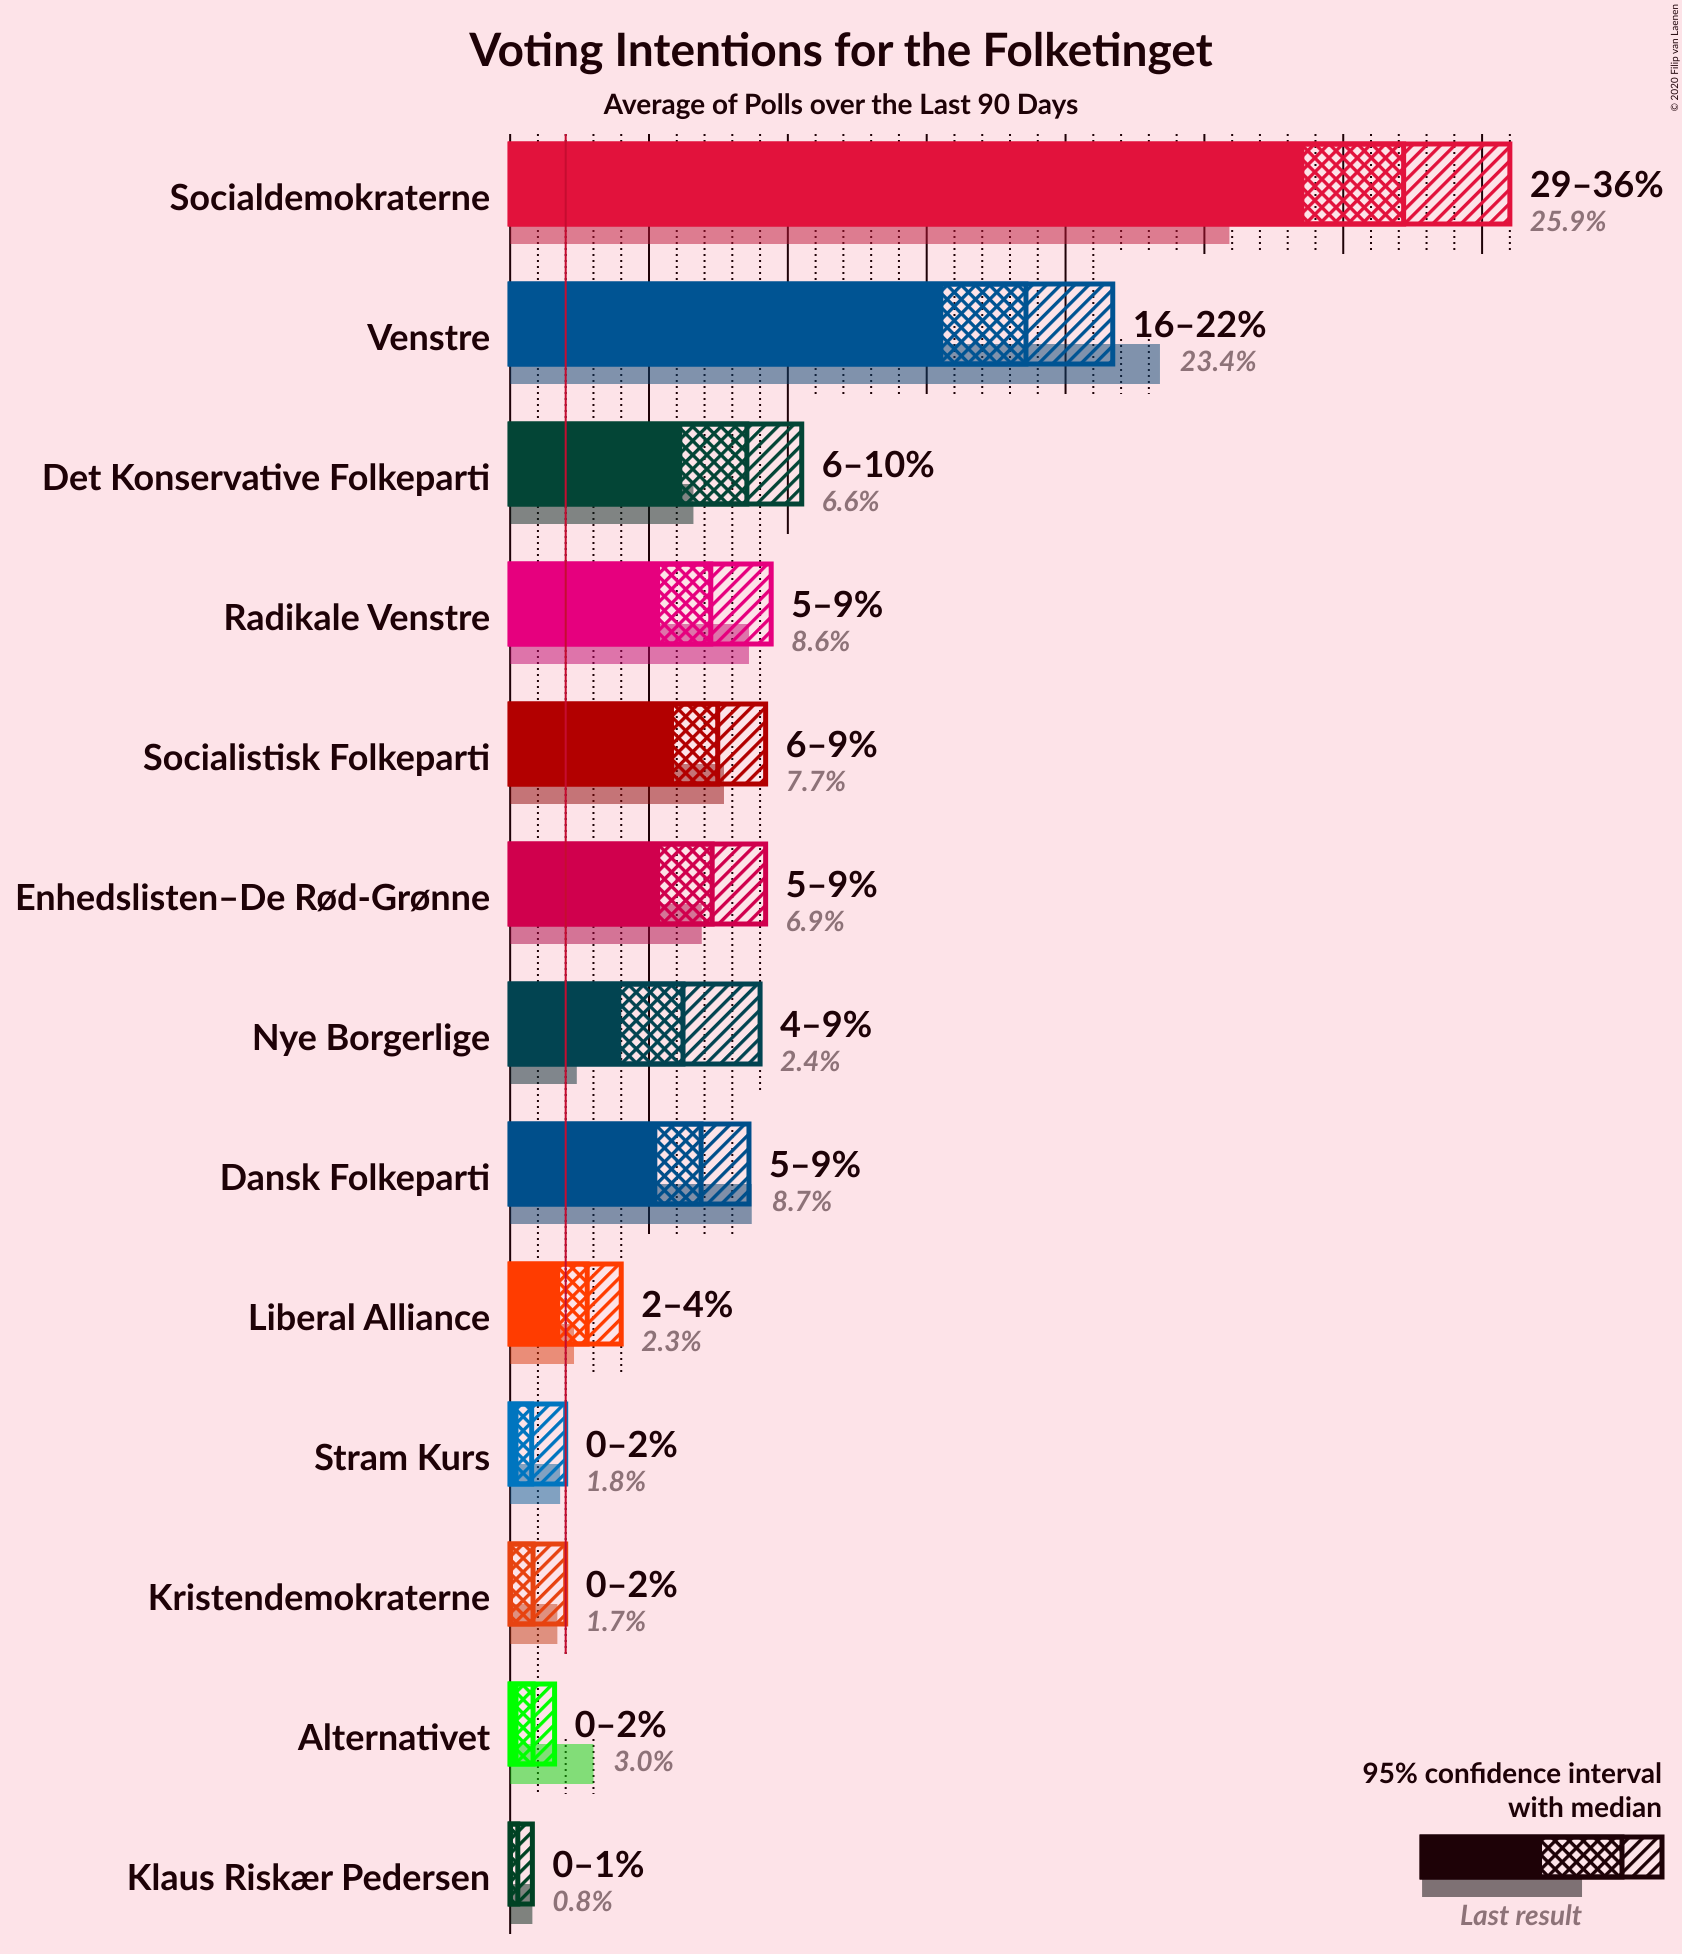 Voting Intentions for the Folketinget
Average of Polls over the Last 90 Days
© 2020 Filip van Laenen
Socialdemokraterne
29–36%
25.9%
Venstre
16–22%
23.4%
Det Konservative Folkeparti
6–10%
6.6%
Radikale Venstre
5–9%
8.6%
Socialistisk Folkeparti
6–9%
7.7%
Enhedslisten–De Rød-Grønne
5–9%
6.9%
Nye Borgerlige
4–9%
2.4%
Dansk Folkeparti
5–9%
8.7%
Liberal Alliance
2–4%
2.3%
Stram Kurs
0–2%
1.8%
Kristendemokraterne
0–2%
1.7%
Alternativet
0–2%
3.0%
Klaus Riskær Pedersen
0–1%
0.8%
95% confidence interval
with median
Last result